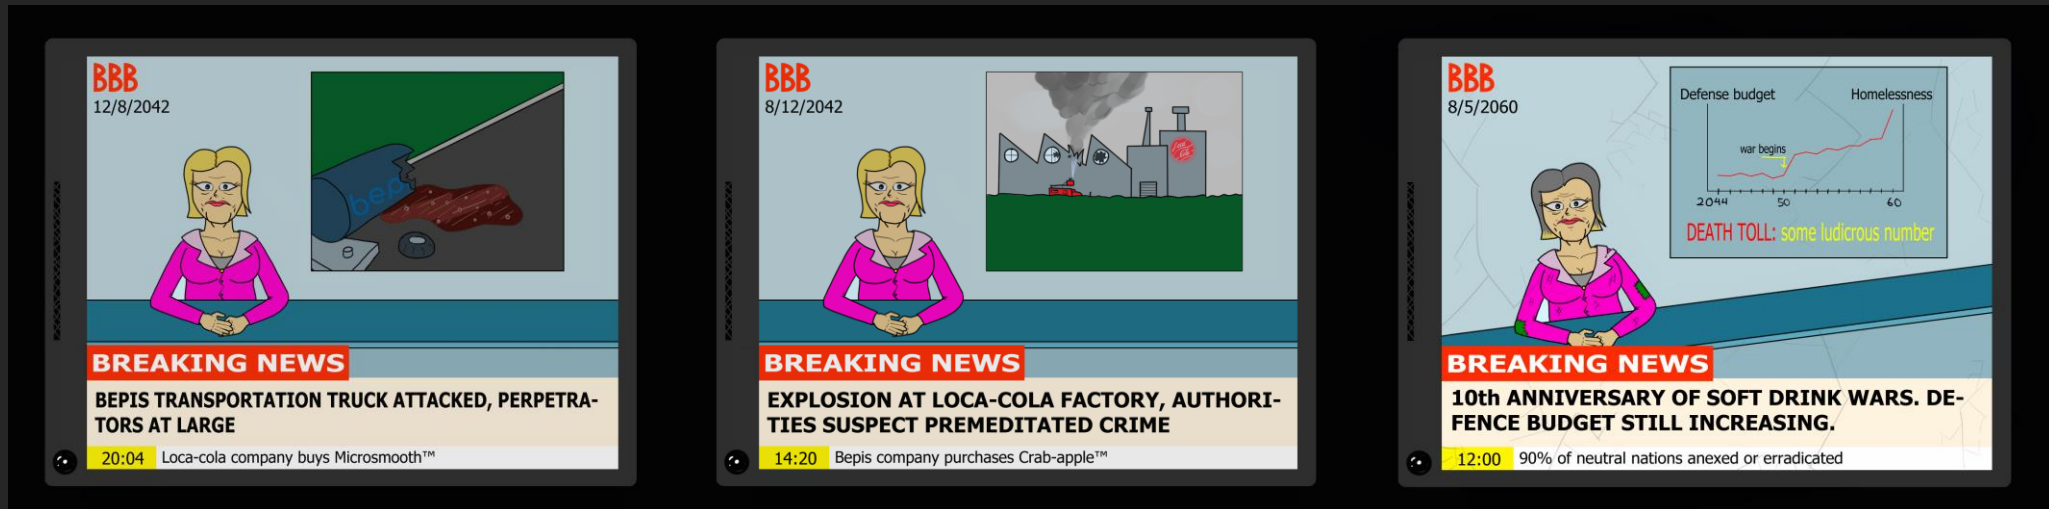 BBB
12/8/2042
bep
BREAKING NEWS
BEPIS TRANSPORTATION TRUCK ATTACKED, PERPETRA-
TORS AT LARGE
20:04 Loca-cola company buys Microsmooth™
BBB
8/12/2042
BREAKING NEWS
EXPLOSION AT LOCA-COLA FACTORY, AUTHORI-
TIES SUSPECT PREMEDITATED CRIME
14:20 Bepis company purchases Crab-apple™
BBB
8/5/2060
Defense budget Homelessness
war begins
2044 50 60
DEATH TOLL: some ludicrous number
BREAKING NEWS
10th ANNIVERSARY OF SOFT DRINK WARS. DE-
FENCE BUDGET STILL INCREASING.
12:00 90% of neutral nations anexed or erradicated